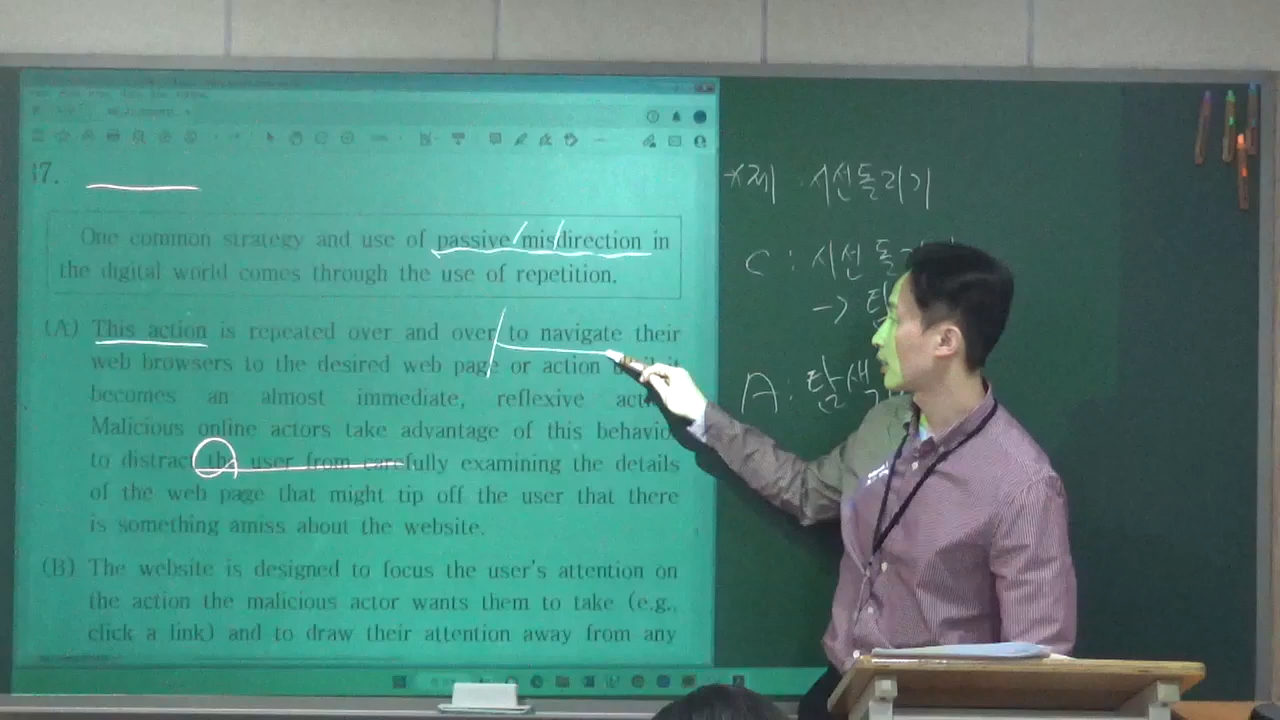 37.
One common strategy and use of passive misdirection in
the digital world comes through the use of repetition.
(A) This action is repeated over and over to navigate their
web browsers to the desired web page or action until it
becomes an almost immediate, reflexive
Malicious online actors take advantage of this behavior
to distract the user from carefully examining the details
of the web page that might tip off the user that there
is something amiss about the website.
(B) The website is designed to focus the user's attention on
the action the malicious actor wants them to take (e.g.,
click a link) and to draw their attention away from any
*제 : 시선돌리기
C : 시선 돌
→ 탐
A : 탐색